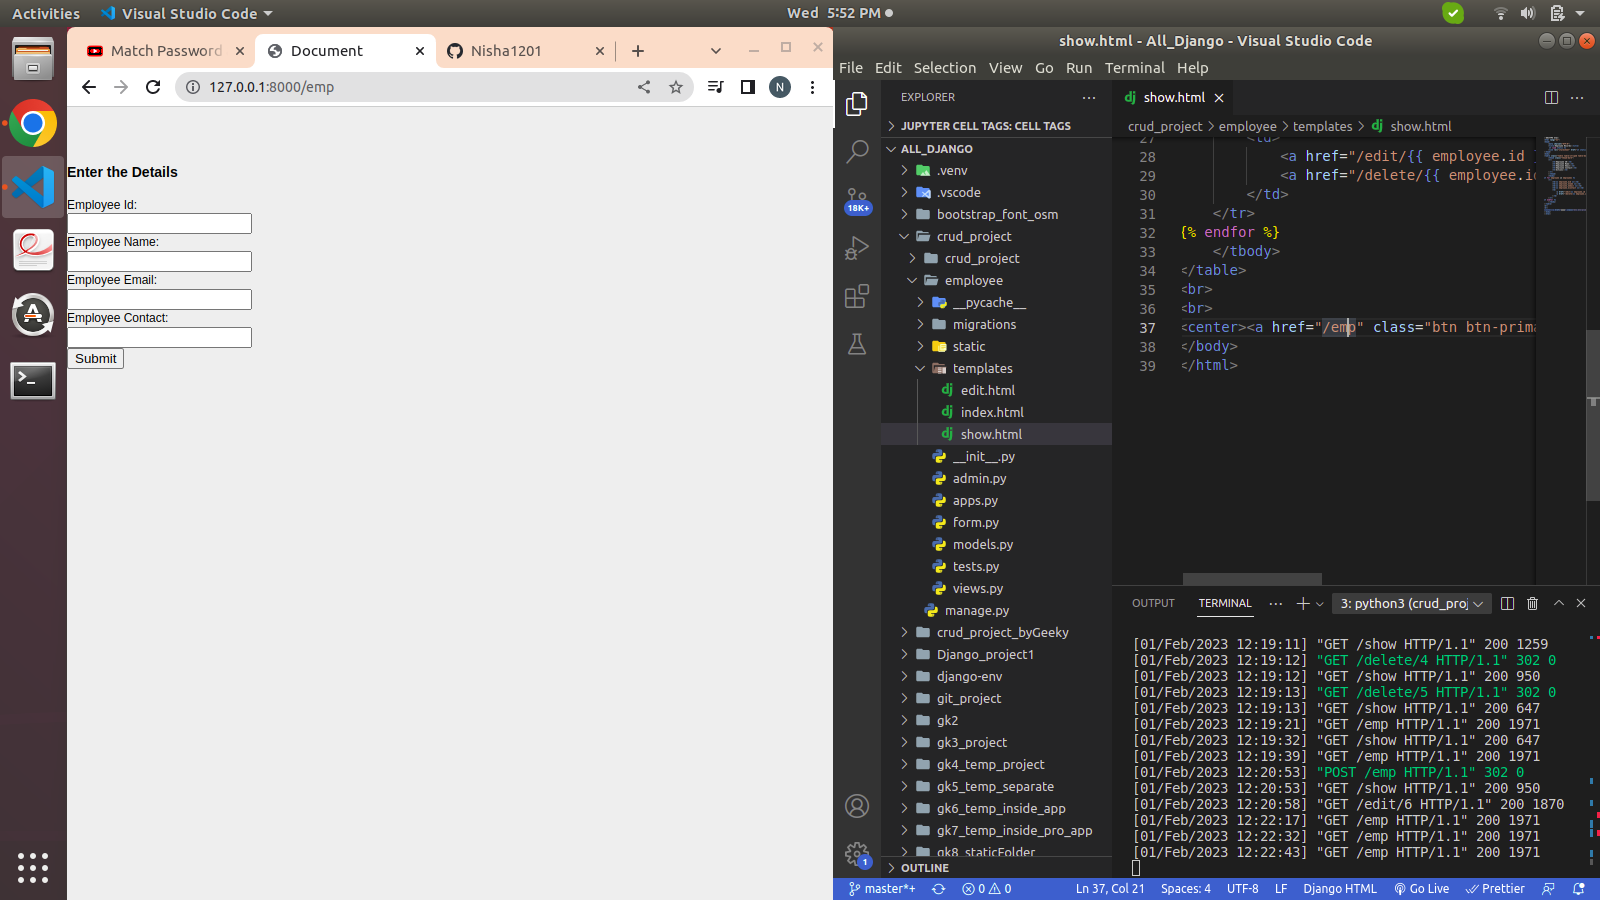 Activities
Visual Studio Code
Wed 5:52 PM
Match Password
Document
Nisha1201
127.0.0.1:8000/emp
N
Enter the Details
Employee Id:
Employee Name:
Employee Email:
Employee Contact:
Submit
show.html - All_Django - Visual Studio Code
File Edit Selection View Go Run Terminal Help
EXPLORER
JUPYTER CELL TAGS: CELL TAGS
ALL_DJANGO
.venv
.vscode
bootstrap_font_osm
crud_project
crud_project
employee
__pycache__
migrations
static
templates
edit.html
index.html
show.html
__init__.py
admin.py
apps.py
form.py
models.py
tests.py
views.py
manage.py
crud_project_byGeeky
Django_project1
django-env
git_project
gk2
gk3_project
gk4_temp_project
gk5_temp_separate
gk6_temp_inside_app
gk7_temp_inside_pro_app
gk8_staticFolder
OUTLINE
18K+
1
show.html
crud_project > employee > templates > show.html
27 <td>
28 <a href="/edit/{{ employee.id
29 <a href="/delete/{{ employee.id
30 </td>
31 </tr>
32 {% endfor %}
33 </tbody>
34 </table>
35 <br>
36 <br>
37 <center><a href="/emp" class="btn btn-prima
38 </body>
39 </html>
OUTPUT TERMINAL
3: python3 (crud_proj
[01/Feb/2023 12:19:11] "GET /show HTTP/1.1" 200 1259
[01/Feb/2023 12:19:12] "GET /delete/4 HTTP/1.1" 302 0
[01/Feb/2023 12:19:12] "GET /show HTTP/1.1" 200 950
[01/Feb/2023 12:19:13] "GET /delete/5 HTTP/1.1" 302 0
[01/Feb/2023 12:19:13] "GET /show HTTP/1.1" 200 647
[01/Feb/2023 12:19:21] "GET /emp HTTP/1.1" 200 1971
[01/Feb/2023 12:19:32] "GET /show HTTP/1.1" 200 647
[01/Feb/2023 12:19:39] "GET /emp HTTP/1.1" 200 1971
[01/Feb/2023 12:20:53] "POST /emp HTTP/1.1" 302 0
[01/Feb/2023 12:20:53] "GET /show HTTP/1.1" 200 950
[01/Feb/2023 12:20:58] "GET /edit/6 HTTP/1.1" 200 1870
[01/Feb/2023 12:22:17] "GET /emp HTTP/1.1" 200 1971
[01/Feb/2023 12:22:32] "GET /emp HTTP/1.1" 200 1971
[01/Feb/2023 12:22:43] "GET /emp HTTP/1.1" 200 1971
master*+ 0 0 Ln 37, Col 21 Spaces: 4 UTF-8 LF Django HTML Go Live Prettier